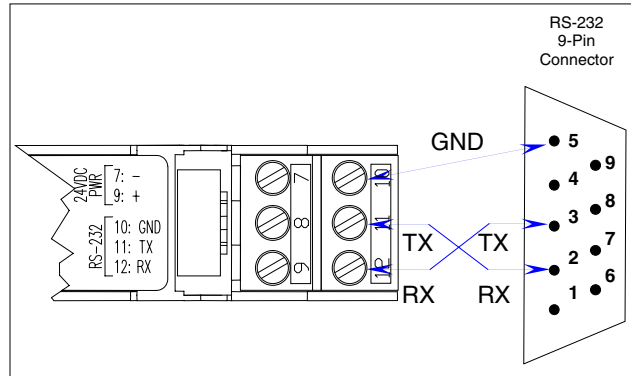 RS-232
9-Pin
Connector
GND
5
9
4
8
3
7
2
6
1
TX
TX
RX
RX
24VDC
PWR
7: -
9: +
RS-232
10: GND
11: TX
12: RX
7
8
9
10
11
12